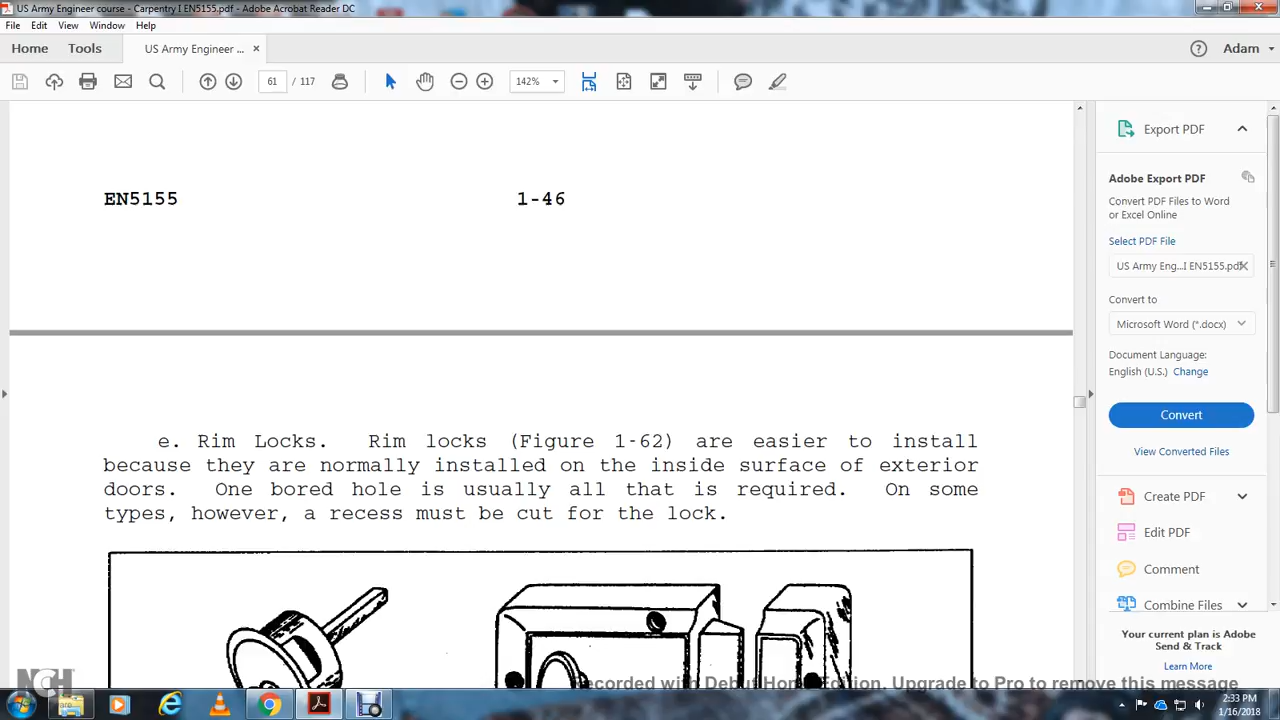 US Army Engineer course - Carpentry I EN5155.pdf - Adobe Acrobat Reader DC
File Edit View Window Help
Home Tools US Army Engineer ... × Adam
61 / 117 142%
EN5155 1-46
e. Rim Locks. Rim locks (Figure 1-62) are easier to install
because they are normally installed on the inside surface of exterior
doors. One bored hole is usually all that is required. On some
types, however, a recess must be cut for the lock.
Export PDF
Adobe Export PDF
Convert PDF Files to Word
or Excel Online
Select PDF File
US Army Eng...I EN5155.pdf
Convert to
Microsoft Word (*.docx)
Document Language:
English (U.S.) Change
Convert
View Converted Files
Create PDF
Edit PDF
Comment
Combine Files
Your current plan is Adobe
Send & Track
Learn More
NCH
Recorded with Debut Home Edition. Upgrade to Pro to remove this message
2:33 PM
1/16/2018